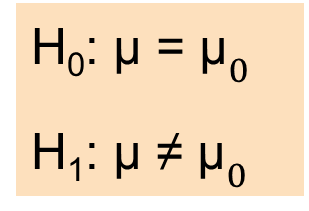 H₀: μ = μ₀
H₁: μ ≠ μ₀